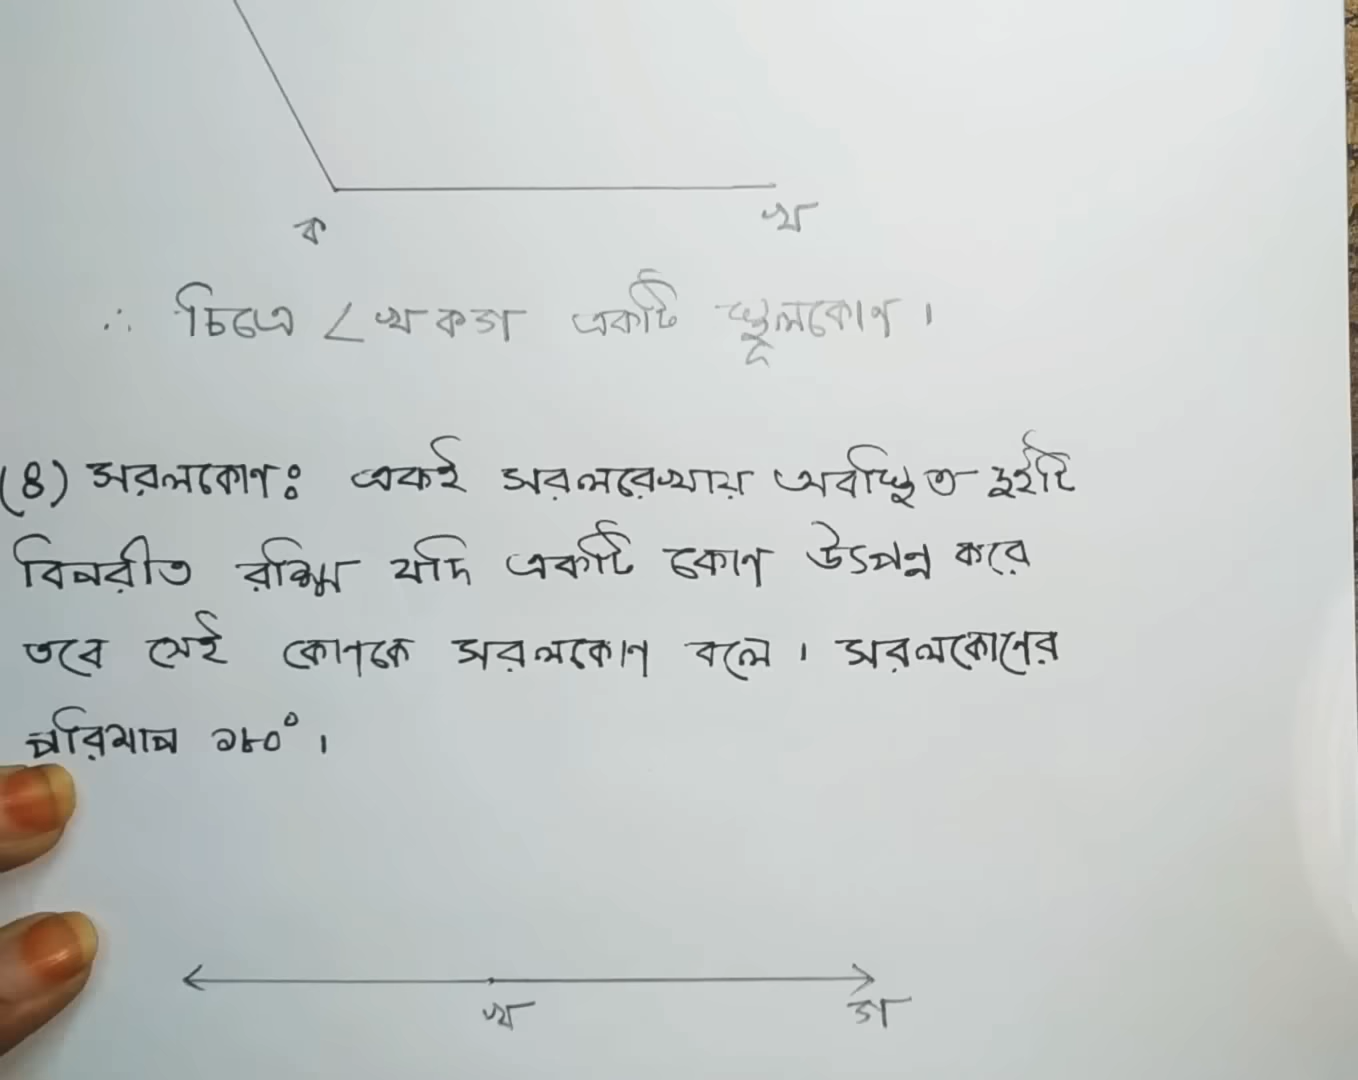 ক খ
∴ চিত্রে ∠খকগ একটি স্থূলকোণ।
(৪) সরলকোণঃ একই সরলরেখায় অবস্থিত দুইটি
বিপরীত রশ্মি যদি একটি কোণ উৎপন্ন করে
তবে সেই কোণকে সরলকোণ বলে। সরলকোণের
পরিমাপ ১৮০°।
খ গ